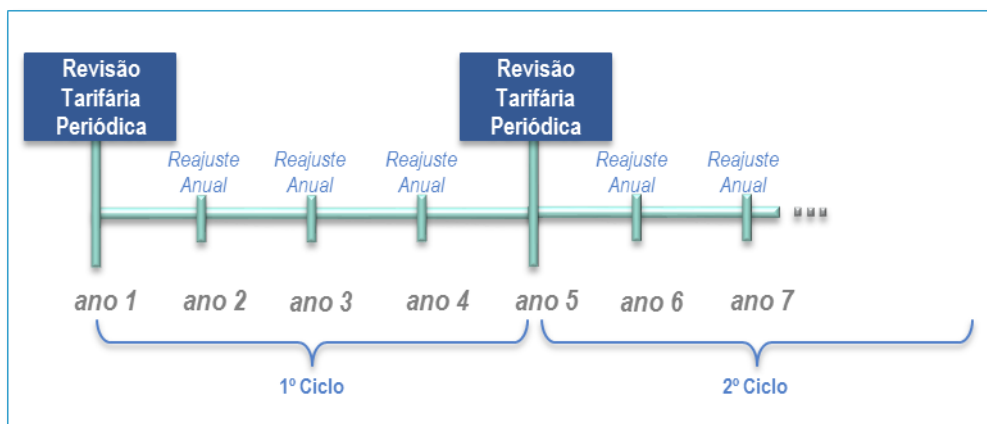 Revisão
Tarifária
Periódica
Revisão
Tarifária
Periódica
Reajuste
Anual
Reajuste
Anual
Reajuste
Anual
Reajuste
Anual
Reajuste
Anual
ano 1
ano 2
ano 3
ano 4
ano 5
ano 6
ano 7
1º Ciclo
2º Ciclo